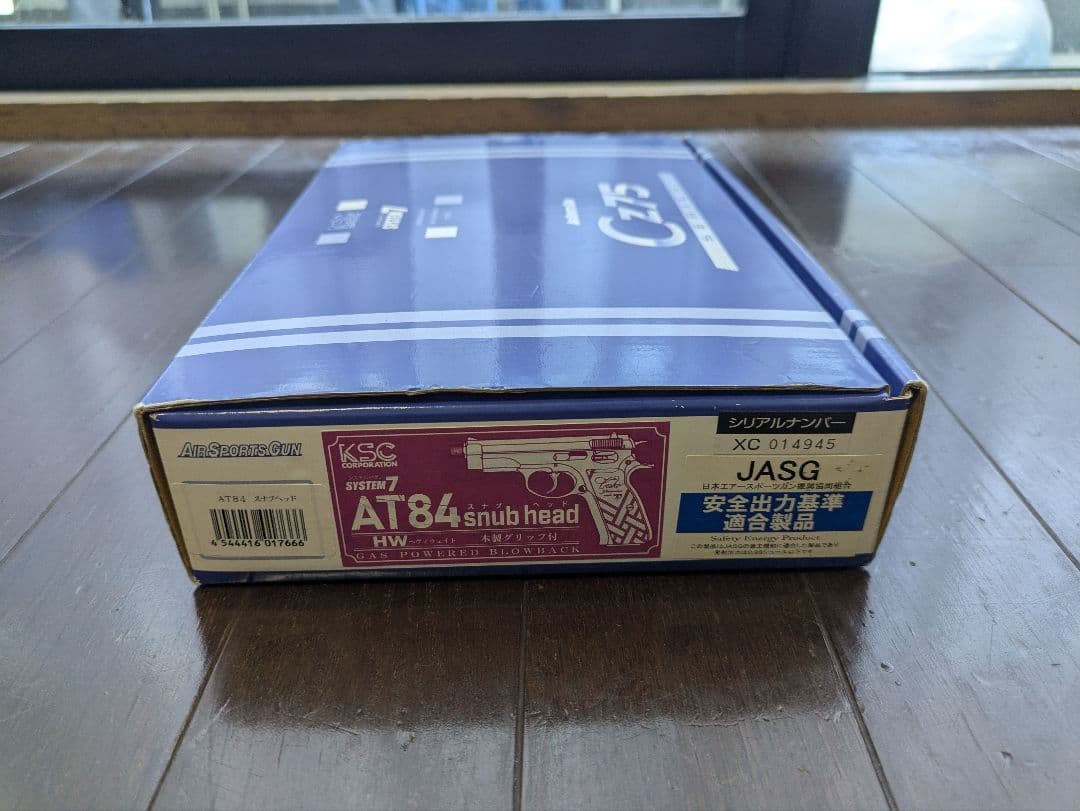 Cz75
KSC
SYSTEM 7
AIRSPORTSGUN
AT84 スナブヘッド
4 544416 017666
KSC
CORPORATION
SYSTEM 7
スナブヘッド
AT84 snub head
HW ヘヴィウェイト 木製グリップ付
GAS POWERED BLOWBACK
シリアルナンバー
XC 014945
JASG
日本エアースポーツガン振興協同組合
安全出力基準
適合製品
Safety Energy Product